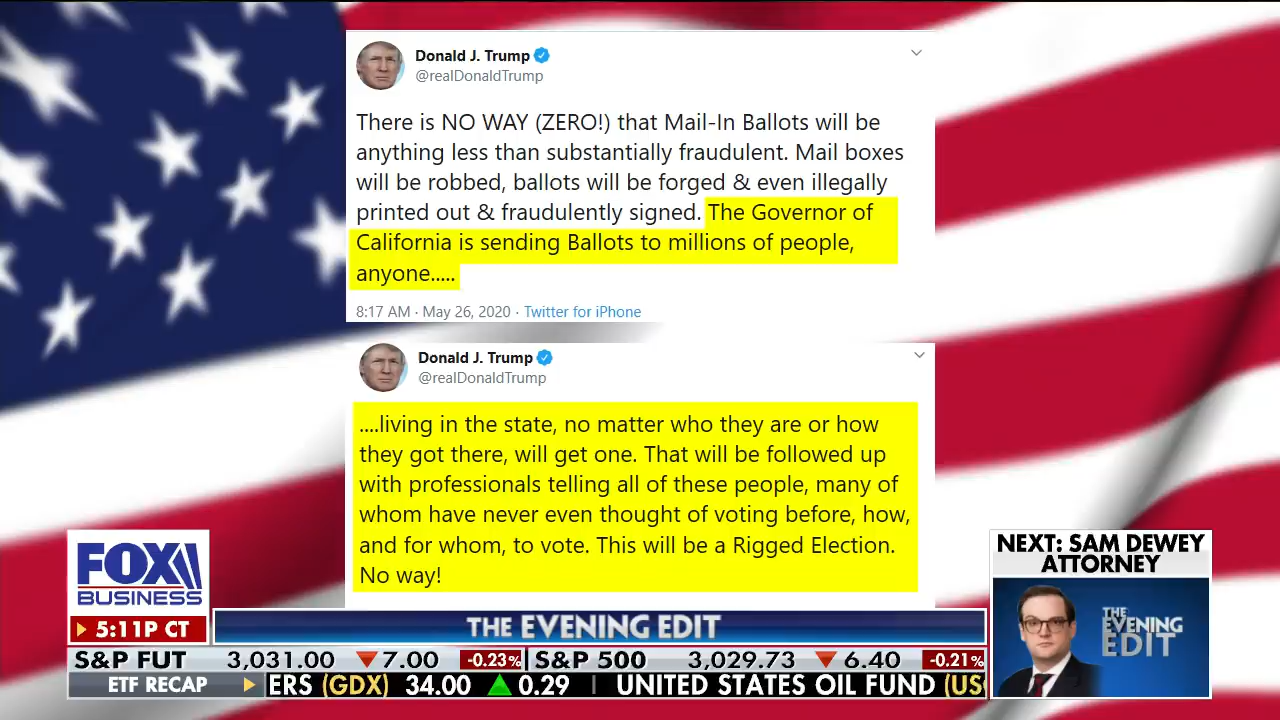 Donald J. Trump
@realDonaldTrump
There is NO WAY (ZERO!) that Mail-In Ballots will be
anything less than substantially fraudulent. Mail boxes
will be robbed, ballots will be forged & even illegally
printed out & fraudulently signed. The Governor of
California is sending Ballots to millions of people,
anyone.....
8:17 AM · May 26, 2020 · Twitter for iPhone
Donald J. Trump
@realDonaldTrump
....living in the state, no matter who they are or how
they got there, will get one. That will be followed up
with professionals telling all of these people, many of
whom have never even thought of voting before, how,
and for whom, to vote. This will be a Rigged Election.
No way!
FOX
BUSINESS
5:11P CT
THE EVENING EDIT
NEXT: SAM DEWEY
ATTORNEY
THE
EVENING
EDIT
S&P FUT 3,031.00 ▼7.00 -0.23% S&P 500 3,029.73 ▼6.40 -0.21%
ETF RECAP ERS (GDX) 34.00 ▲0.29 | UNITED STATES OIL FUND (US